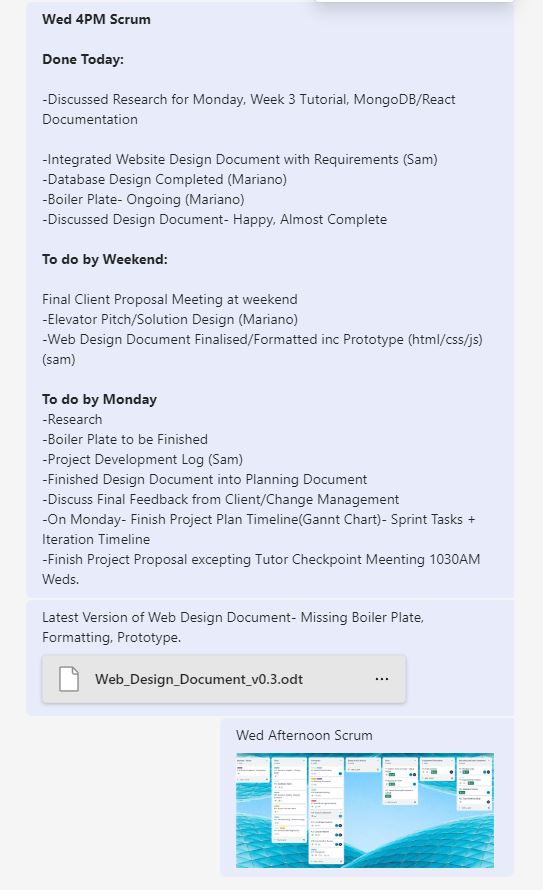 Wed 4PM Scrum
Done Today:
-Discussed Research for Monday, Week 3 Tutorial, MongoDB/React
Documentation
-Integrated Website Design Document with Requirements (Sam)
-Database Design Completed (Mariano)
-Boiler Plate- Ongoing (Mariano)
-Discussed Design Document- Happy, Almost Complete
To do by Weekend:
Final Client Proposal Meeting at weekend
-Elevator Pitch/Solution Design (Mariano)
-Web Design Document Finalised/Formatted inc Prototype (html/css/js)
(sam)
To do by Monday
-Research
-Boiler Plate to be Finished
-Project Development Log (Sam)
-Finished Design Document into Planning Document
-Discuss Final Feedback from Client/Change Management
-On Monday- Finish Project Plan Timeline(Gannt Chart)- Sprint Tasks +
Iteration Timeline
-Finish Project Proposal excepting Tutor Checkpoint Meenting 1030AM
Weds.
Latest Version of Web Design Document- Missing Boiler Plate,
Formatting, Prototype.
Web_Design_Document_v0.3.odt
Wed Afternoon Scrum